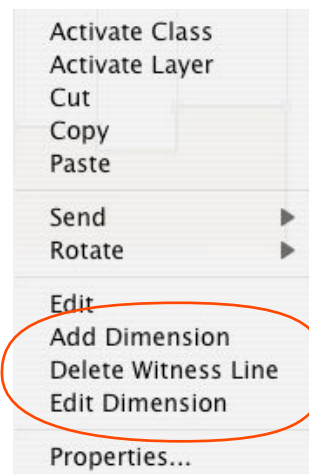 Activate Class
Activate Layer
Cut
Copy
Paste
Send
Rotate
Edit
Add Dimension
Delete Witness Line
Edit Dimension
Properties...